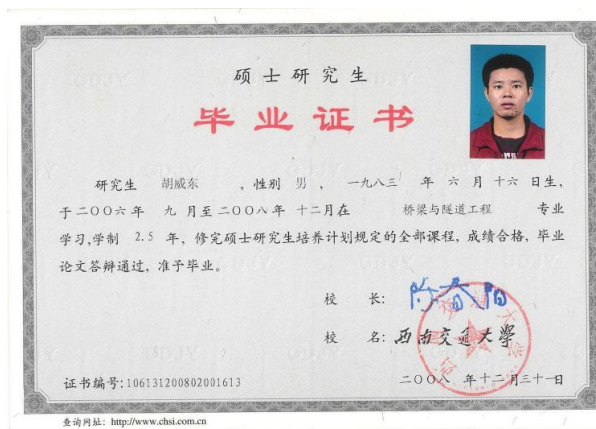 硕士研究生
毕业证书
研究生 胡威东 ,性别 男 ,一九八三 年 六 月 十六 日生,
于二〇〇六年 九 月至二〇〇八年 十二月在 桥梁与隧道工程 专业
学习,学制 2.5 年,修完硕士研究生培养计划规定的全部课程,成绩合格,毕业
论文答辩通过,准予毕业。
校 长:
校 名:西南交通大學
证书编号:106131200802001613
二〇〇八 年十二月三十一日
查询网址:http://www.chsi.com.cn